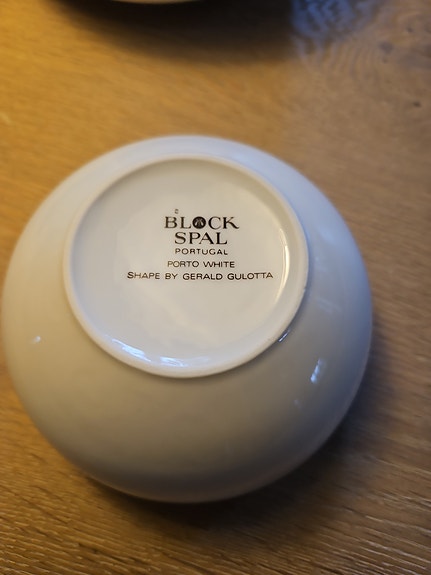 BLOCK
SPAL
PORTUGAL
PORTO WHITE
SHAPE BY GERALD GULOTTA